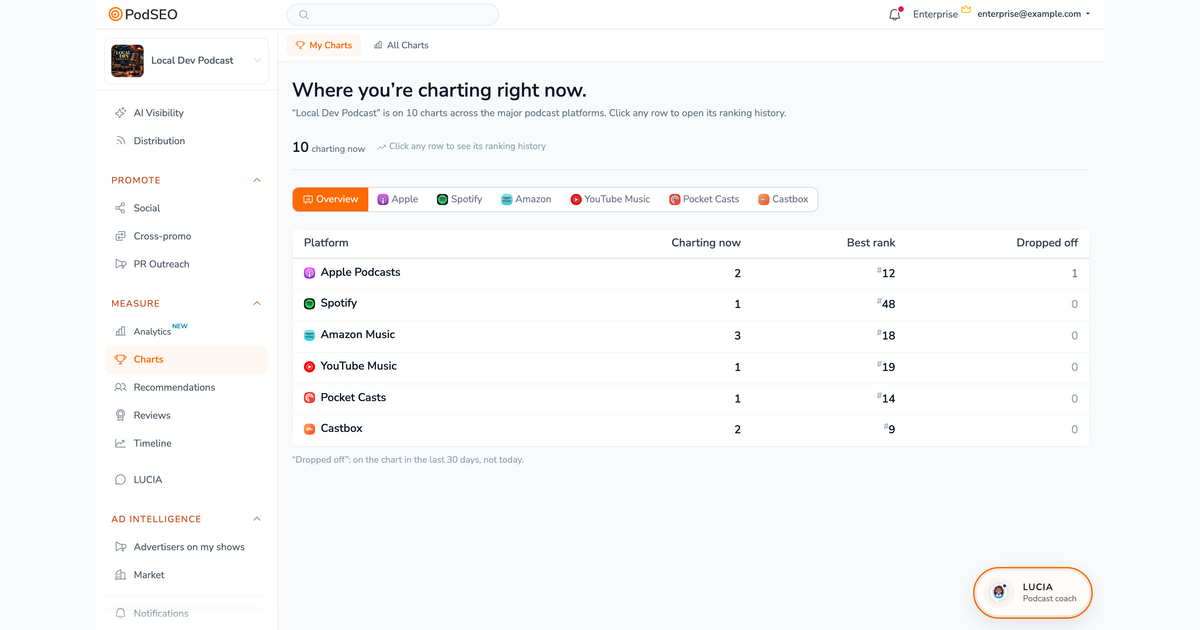 PodSEO
Enterprise
enterprise@example.com
Local Dev Podcast
My Charts
All Charts
AI Visibility
Distribution
PROMOTE
Social
Cross-promo
PR Outreach
MEASURE
Analytics NEW
Charts
Recommendations
Reviews
Timeline
LUCIA
AD INTELLIGENCE
Advertisers on my shows
Market
Notifications
Where you’re charting right now.
“Local Dev Podcast” is on 10 charts across the major podcast platforms. Click any row to open its ranking history.
10 charting now Click any row to see its ranking history
Overview Apple Spotify Amazon YouTube Music Pocket Casts Castbox
Platform Charting now Best rank Dropped off
Apple Podcasts 2 #12 1
Spotify 1 #48 0
Amazon Music 3 #18 0
YouTube Music 1 #19 0
Pocket Casts 1 #14 0
Castbox 2 #9 0
“Dropped off”: on the chart in the last 30 days, not today.
LUCIA
Podcast coach